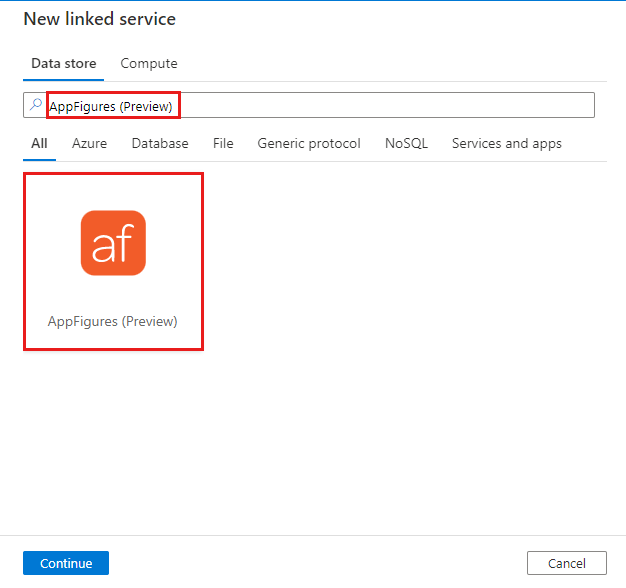 New linked service
Data store Compute
AppFigures (Preview)
All Azure Database File Generic protocol NoSQL Services and apps
af
AppFigures (Preview)
Continue Cancel